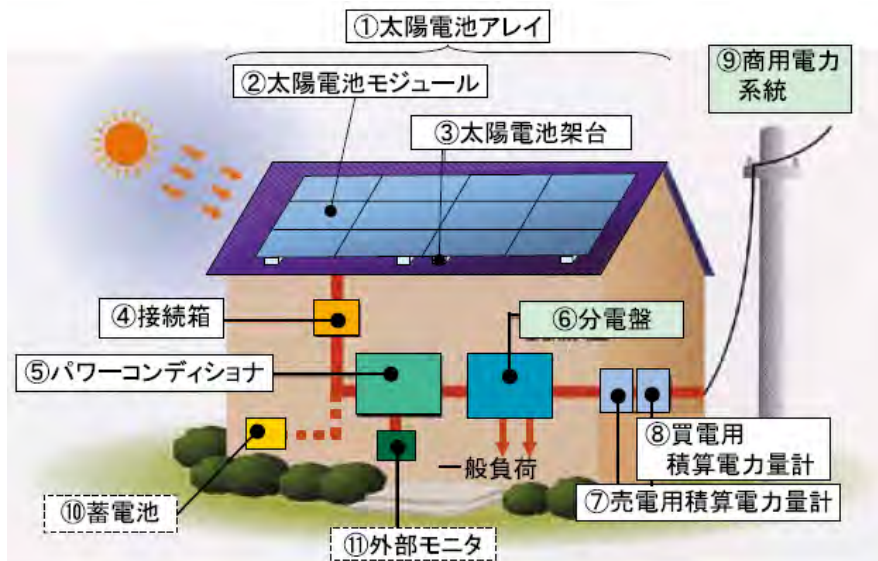 ①太陽電池アレイ
②太陽電池モジュール
③太陽電池架台
⑨商用電力
系統
④接続箱
⑥分電盤
⑤パワーコンディショナ
⑧買電用
積算電力量計
一般負荷
⑦売電用積算電力量計
⑩蓄電池
⑪外部モニタ